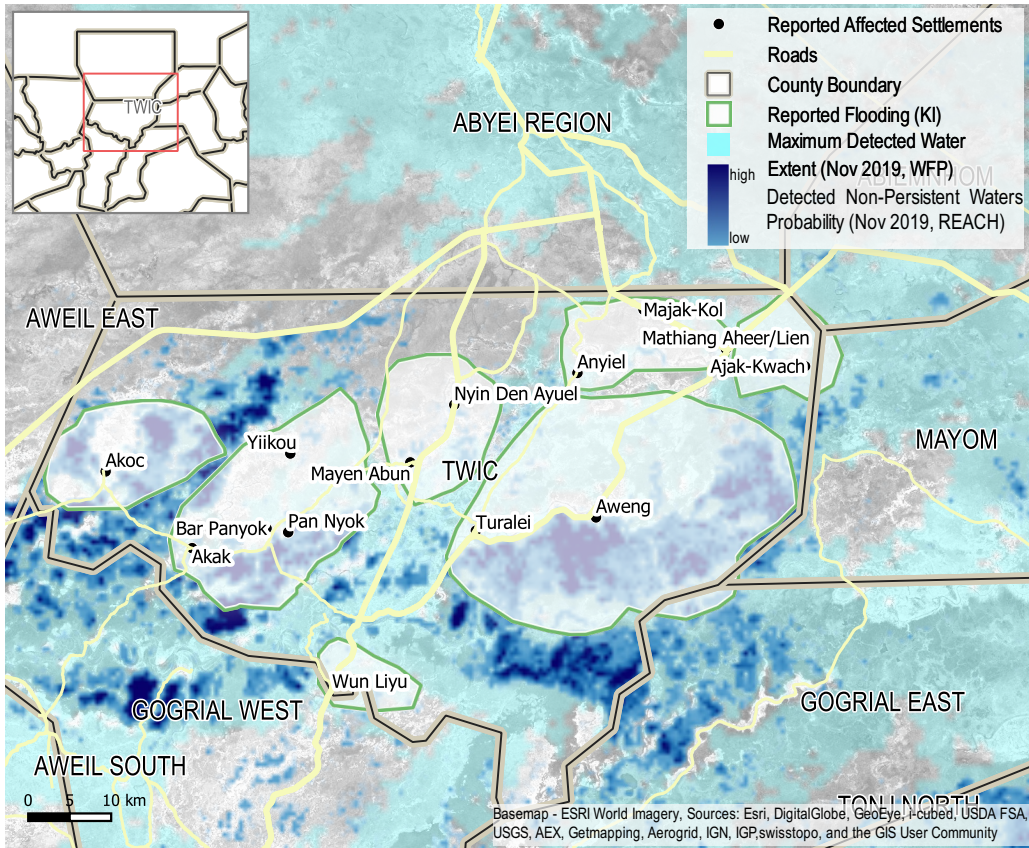 TWIC
Reported Affected Settlements
Roads
County Boundary
Reported Flooding (KI)
Maximum Detected Water
Extent (Nov 2019, WFP)
high
low
Detected Non-Persistent Waters
Probability (Nov 2019, REACH)
ABYEI REGION
ABIEMNHOM
AWEIL EAST
Majak-Kol
Mathiang Aheer/Lien
Anyiel
Ajak-Kwach
Nyin Den Ayuel
MAYOM
Yiikou
Akoc
Mayen Abun
TWIC
Aweng
Bar Panyok
Pan Nyok
Turalei
Akak
Wun Liyu
GOGRIAL WEST
GOGRIAL EAST
AWEIL SOUTH
TONJ NORTH
0 5 10 km
Basemap - ESRI World Imagery, Sources: Esri, DigitalGlobe, GeoEye, i-cubed, USDA FSA,
USGS, AEX, Getmapping, Aerogrid, IGN, IGP,swisstopo, and the GIS User Community